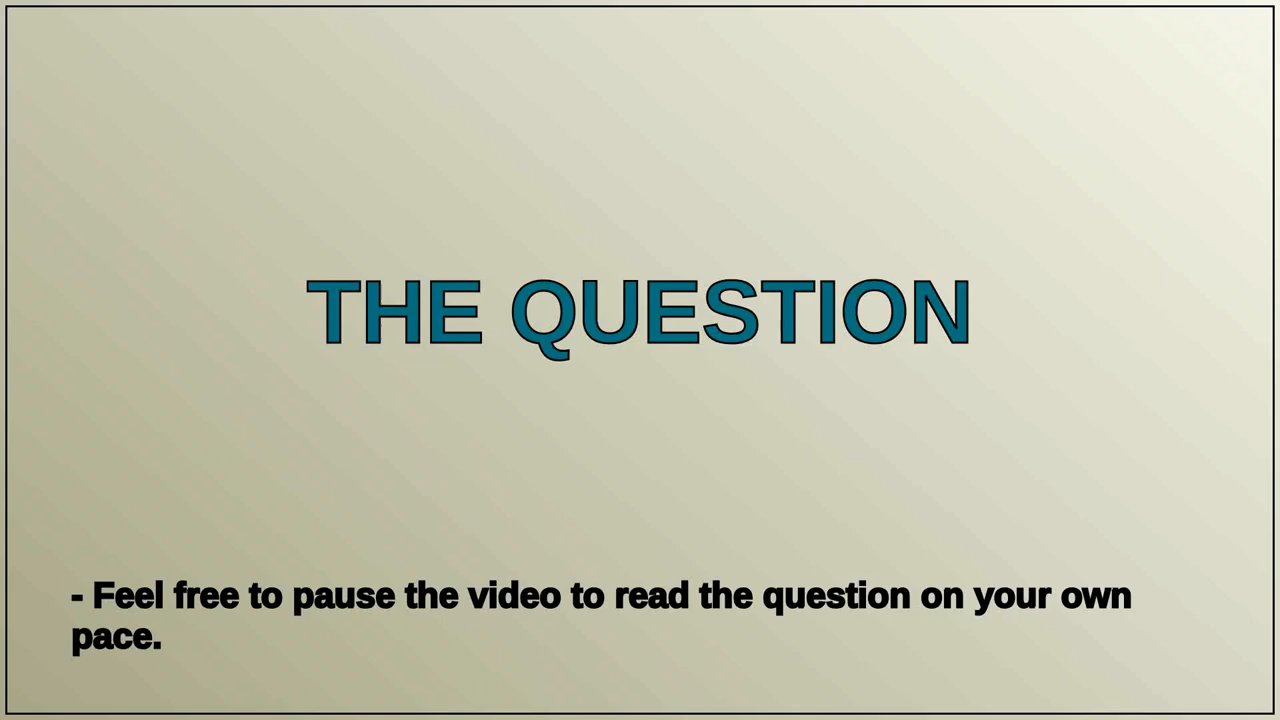 THE QUESTION
- Feel free to pause the video to read the question on your own
pace.